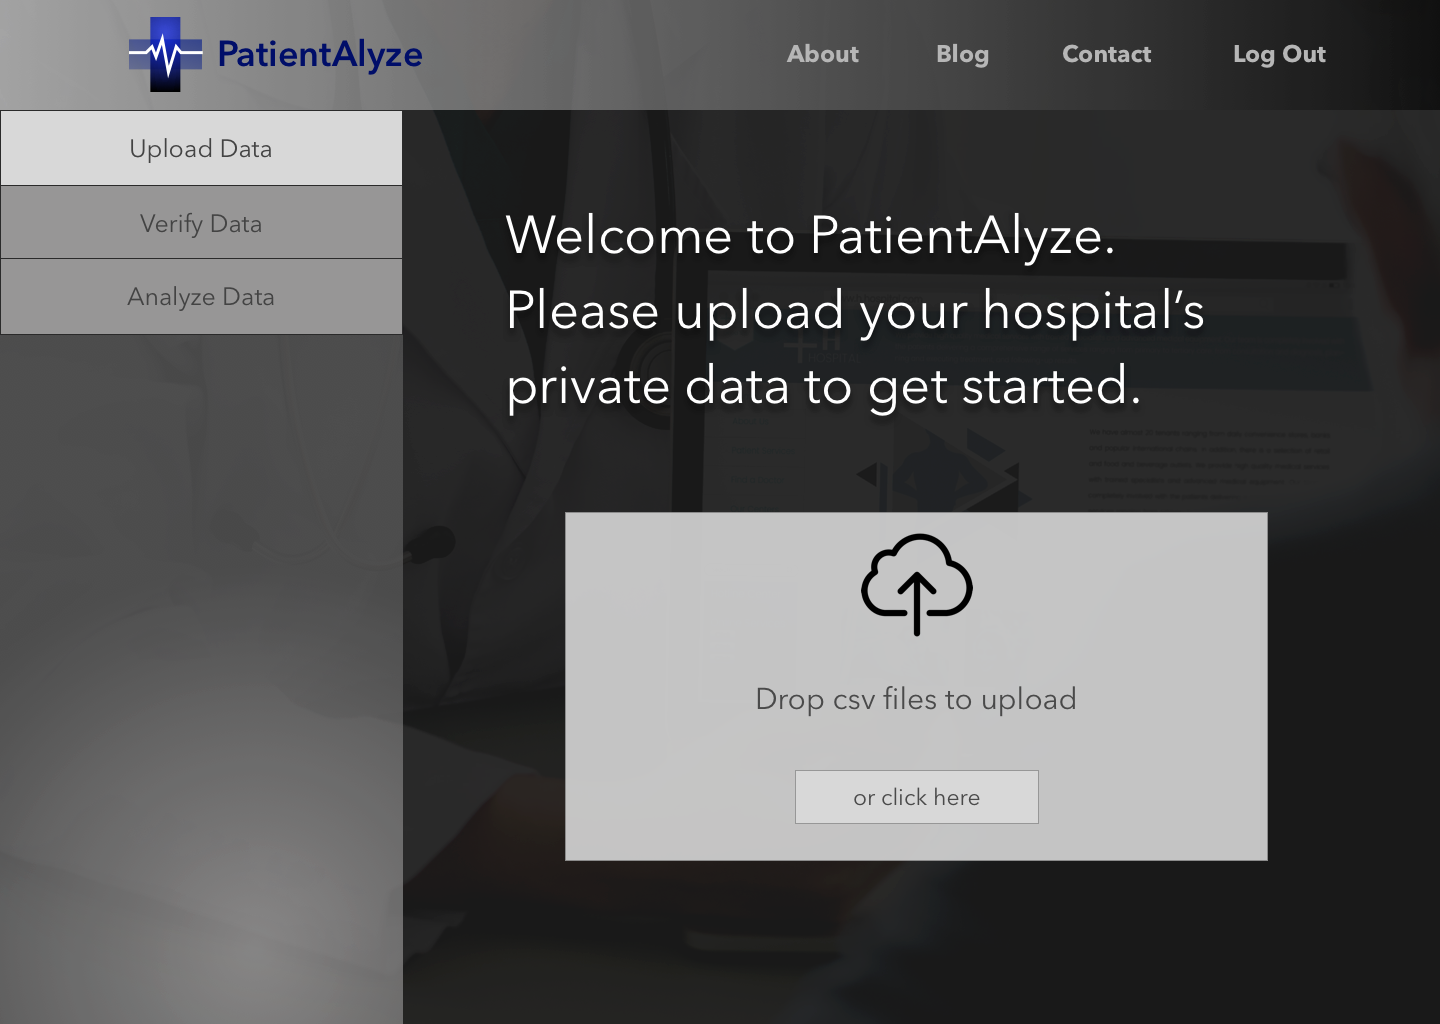 PatientAlyze
About
Blog
Contact
Log Out
Upload Data
Verify Data
Analyze Data
Welcome to PatientAlyze.
Please upload your hospital’s
private data to get started.
H
HOSPITAL
Drop csv files to upload
or click here